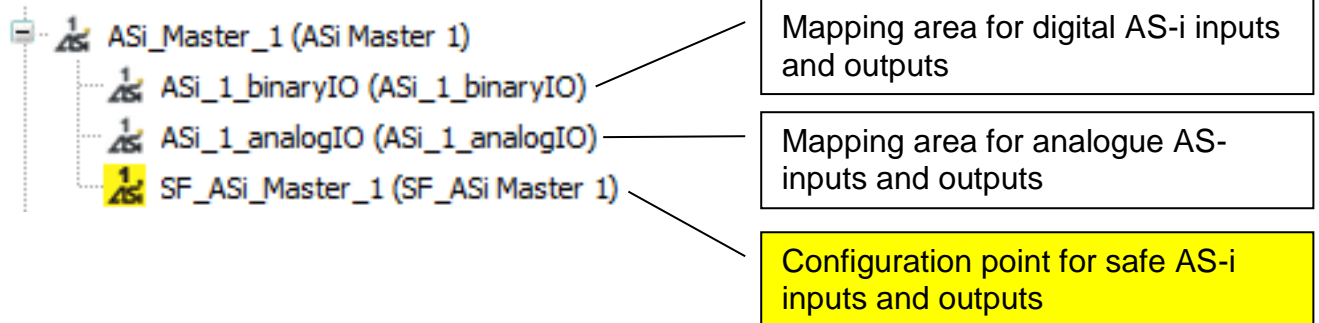 ASi_Master_1 (ASi Master 1)
ASi_1_binaryIO (ASi_1_binaryIO)
ASi_1_analogIO (ASi_1_analogIO)
SF_ASi_Master_1 (SF_ASi Master 1)
Mapping area for digital AS-i inputs
and outputs
Mapping area for analogue AS-
inputs and outputs
Configuration point for safe AS-i
inputs and outputs